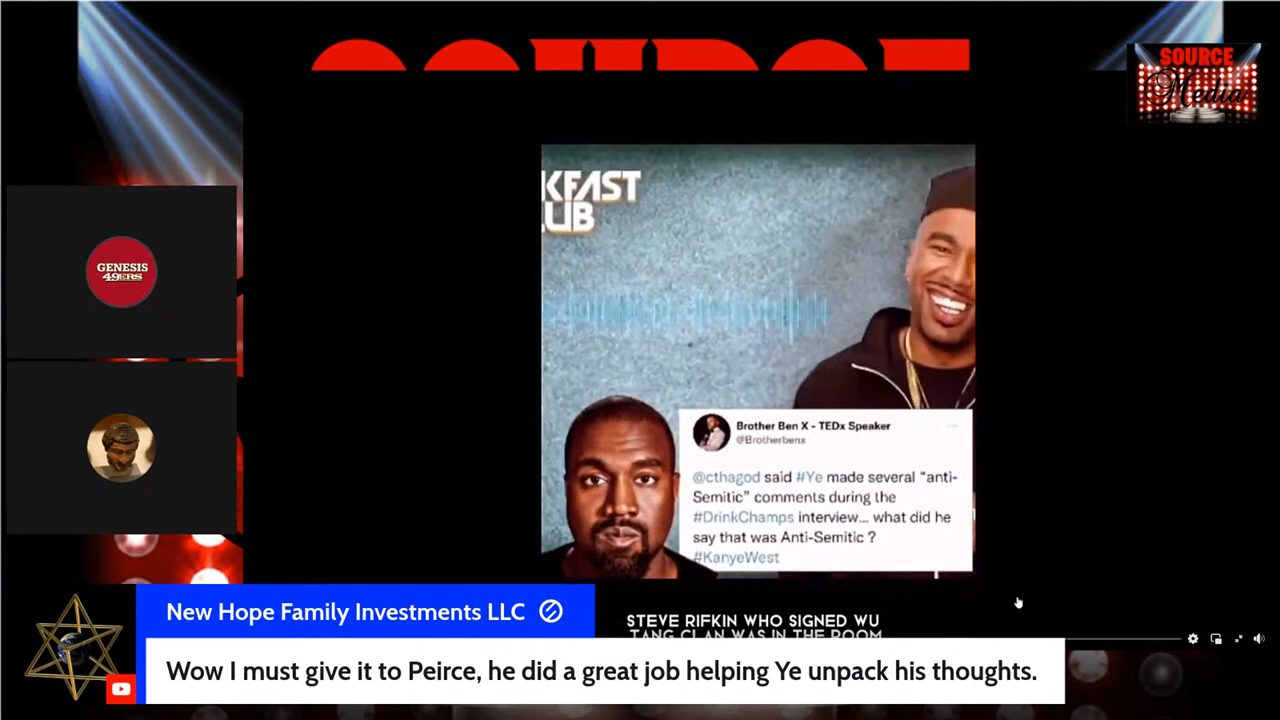 SOURCE
SOURCE
Media
KFAST
UB
GENESIS
49ERS
Brother Ben X - TEDx Speaker
@Brotherbenx
@cthagod said #Ye made several “anti-
Semitic” comments during the
#DrinkChamps interview... what did he
say that was Anti-Semitic ?
#KanyeWest
New Hope Family Investments LLC
STEVE RIFKIN WHO SIGNED WU
TANG CLAN WAS IN THE ROOM
Wow I must give it to Peirce, he did a great job helping Ye unpack his thoughts.